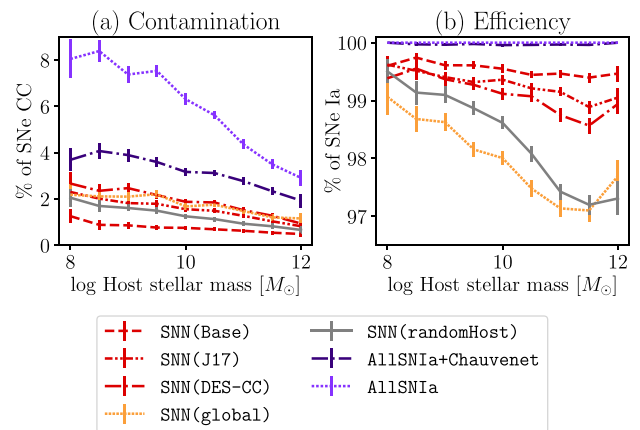 (a) Contamination
(b) Efficiency
% of SNe CC
8
6
4
2
0
8
10
12
log Host stellar mass [M⊙]
% of SNe Ia
100
99
98
97
8
10
12
log Host stellar mass [M⊙]
SNN(Base)
SNN(J17)
SNN(DES-CC)
SNN(global)
SNN(randomHost)
AllSNIa+Chauvenet
AllSNIa